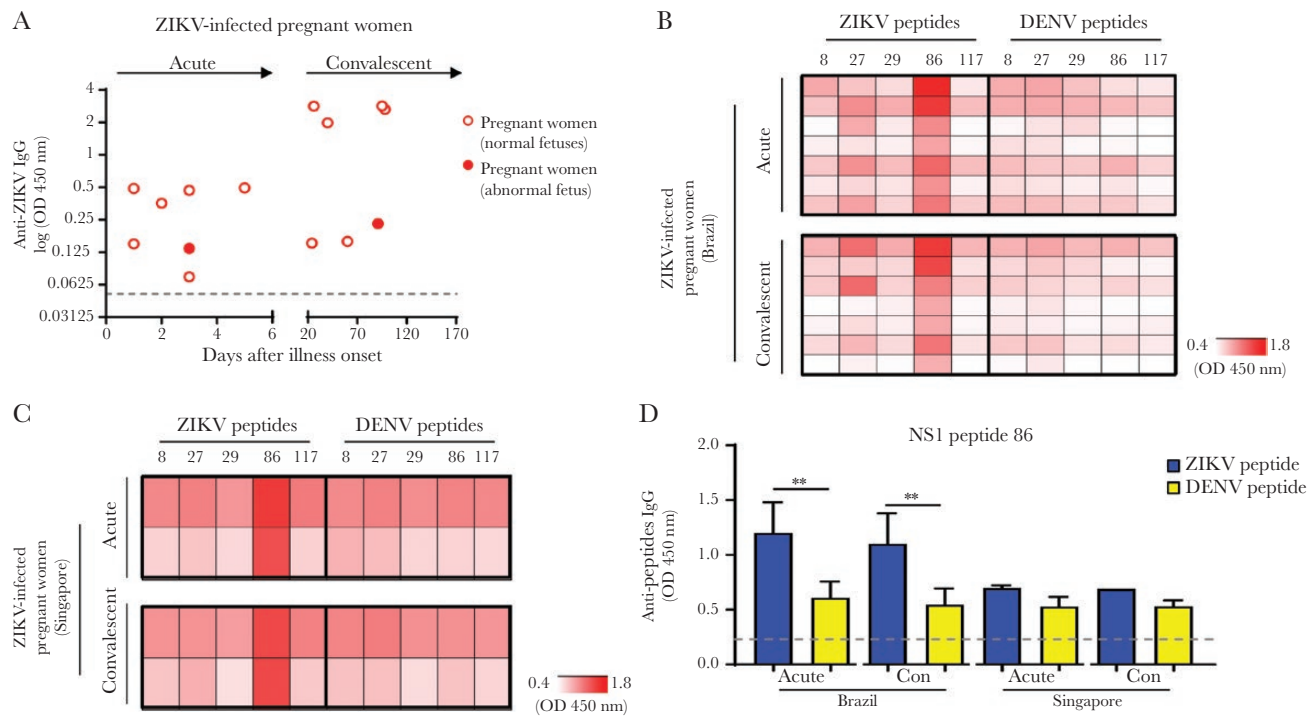 A
ZIKV-infected pregnant women
Acute
Convalescent
4
2
1
0.5
0.25
0.125
0.0625
0.03125
Anti-ZIKV IgG
log (OD 450 nm)
0 2 4 6 20 70 120 170
Days after illness onset
Pregnant women
(normal fetuses)
Pregnant women
(abnormal fetus)
B
ZIKV peptides DENV peptides
8 27 29 86 117 8 27 29 86 117
Acute
Convalescent
ZIKV-infected
pregnant women
(Brazil)
0.4 1.8
(OD 450 nm)
C
ZIKV peptides DENV peptides
8 27 29 86 117 8 27 29 86 117
Acute
Convalescent
ZIKV-infected
pregnant women
(Singapore)
0.4 1.8
(OD 450 nm)
D
NS1 peptide 86
2.0
1.5
1.0
0.5
0.0
Anti-peptides IgG
(OD 450 nm)
** **
ZIKV peptide
DENV peptide
Acute Con Acute Con
Brazil Singapore